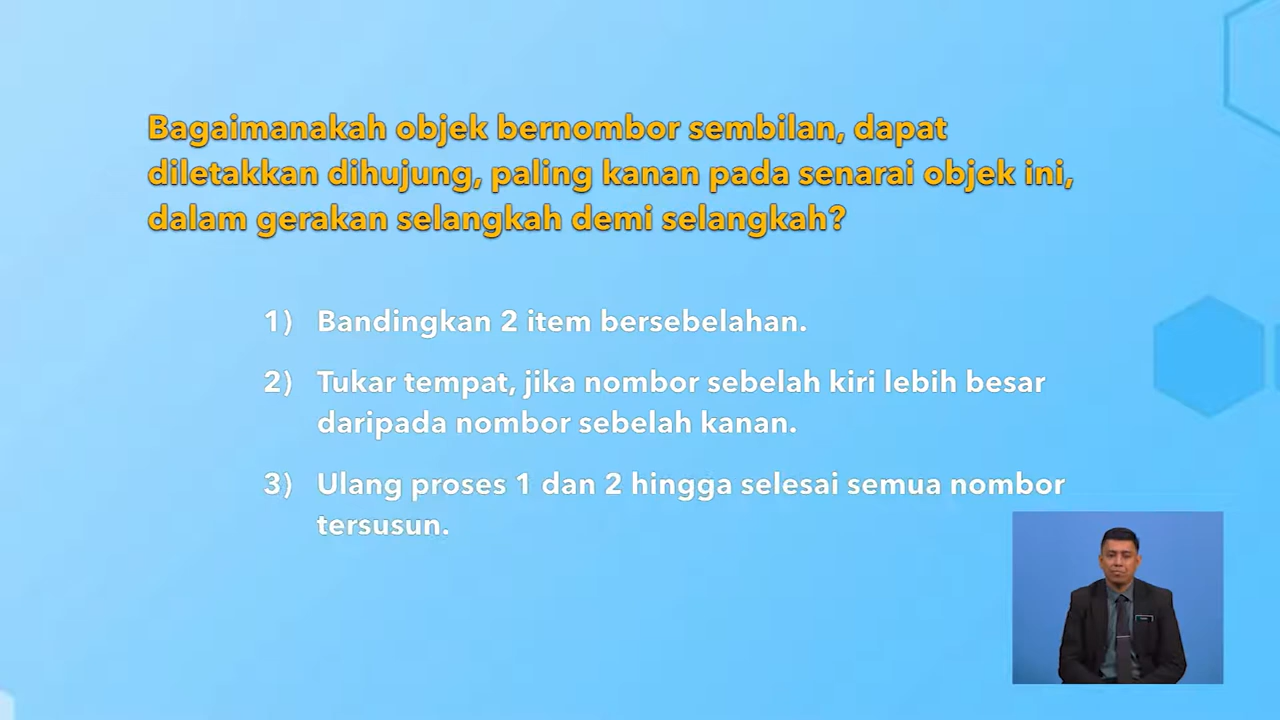 Bagaimanakah objek bernombor sembilan, dapat
diletakkan dihujung, paling kanan pada senarai objek ini,
dalam gerakan selangkah demi selangkah?
1) Bandingkan 2 item bersebelahan.
2) Tukar tempat, jika nombor sebelah kiri lebih besar
daripada nombor sebelah kanan.
3) Ulang proses 1 dan 2 hingga selesai semua nombor
tersusun.